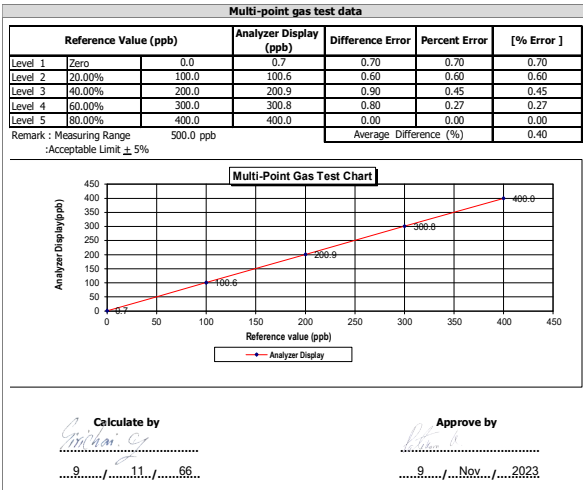 Multi-point gas test data
Reference Value (ppb) Analyzer Display (ppb) Difference Error Percent Error [% Error ]
Level 1 Zero 0.0 0.7 0.70 0.70 0.70
Level 2 20.00% 100.0 100.6 0.60 0.60 0.60
Level 3 40.00% 200.0 200.9 0.90 0.45 0.45
Level 4 60.00% 300.0 300.8 0.80 0.27 0.27
Level 5 80.00% 400.0 400.0 0.00 0.00 0.00
Remark : Measuring Range 500.0 ppb Average Difference (%) 0.40
:Acceptable Limit ± 5%
Multi-Point Gas Test Chart
Analyzer Display(ppb)
450
400
350
300
250
200
150
100
50
0
0.7 100.6 200.9 300.8 400.0
0 50 100 150 200 250 300 350 400 450
Reference value (ppb)
Analyzer Display
Calculate by Approve by
9 / 11 / 66 9 / Nov / 2023